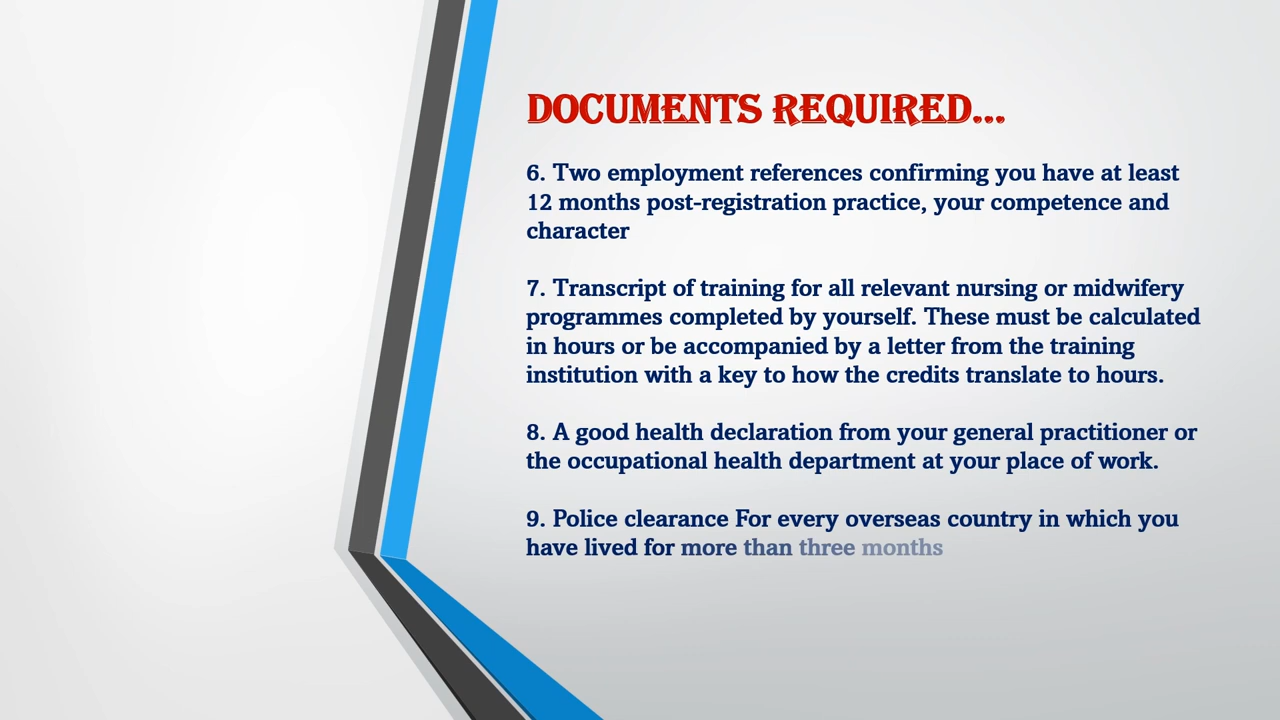 DOCUMENTS REQUIRED...
6. Two employment references confirming you have at least
12 months post-registration practice, your competence and
character
7. Transcript of training for all relevant nursing or midwifery
programmes completed by yourself. These must be calculated
in hours or be accompanied by a letter from the training
institution with a key to how the credits translate to hours.
8. A good health declaration from your general practitioner or
the occupational health department at your place of work.
9. Police clearance For every overseas country in which you
have lived for more than three months